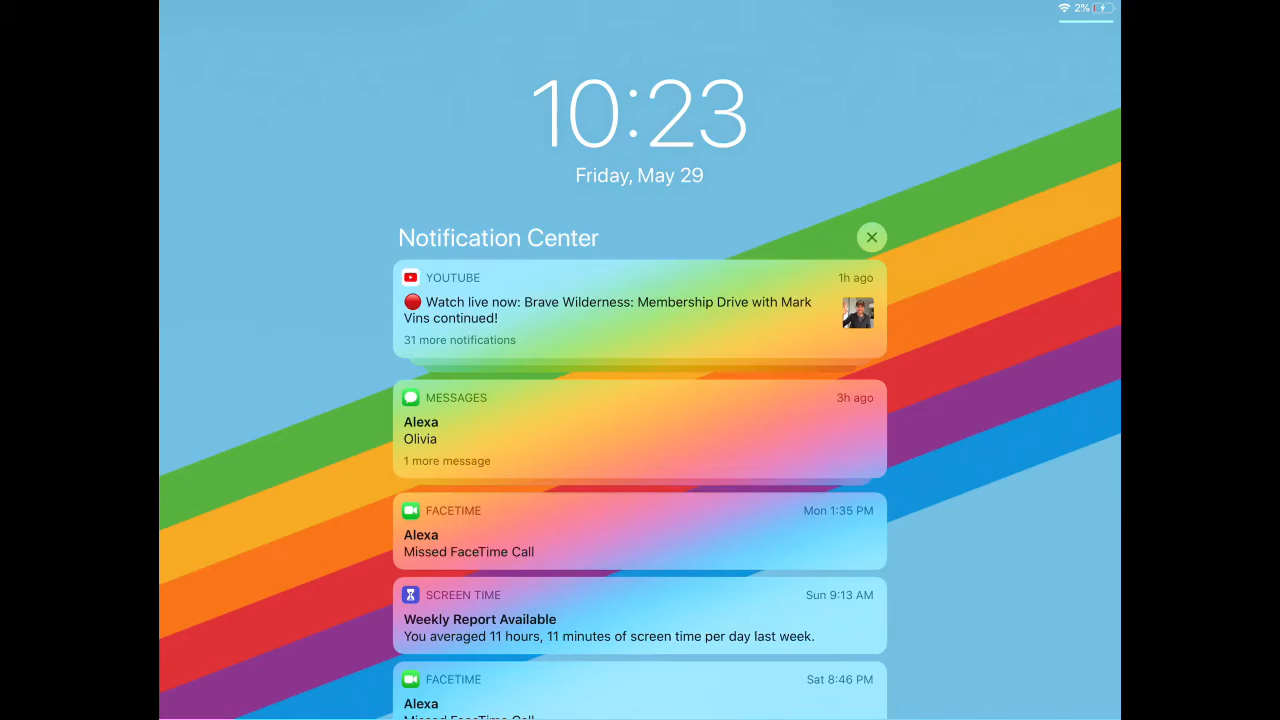 2%
10:23
Friday, May 29
Notification Center
YOUTUBE 1h ago
Watch live now: Brave Wilderness: Membership Drive with Mark
Vins continued!
31 more notifications
MESSAGES 3h ago
Alexa
Olivia
1 more message
FACETIME Mon 1:35 PM
Alexa
Missed FaceTime Call
SCREEN TIME Sun 9:13 AM
Weekly Report Available
You averaged 11 hours, 11 minutes of screen time per day last week.
FACETIME Sat 8:46 PM
Alexa
Missed FaceTime Call